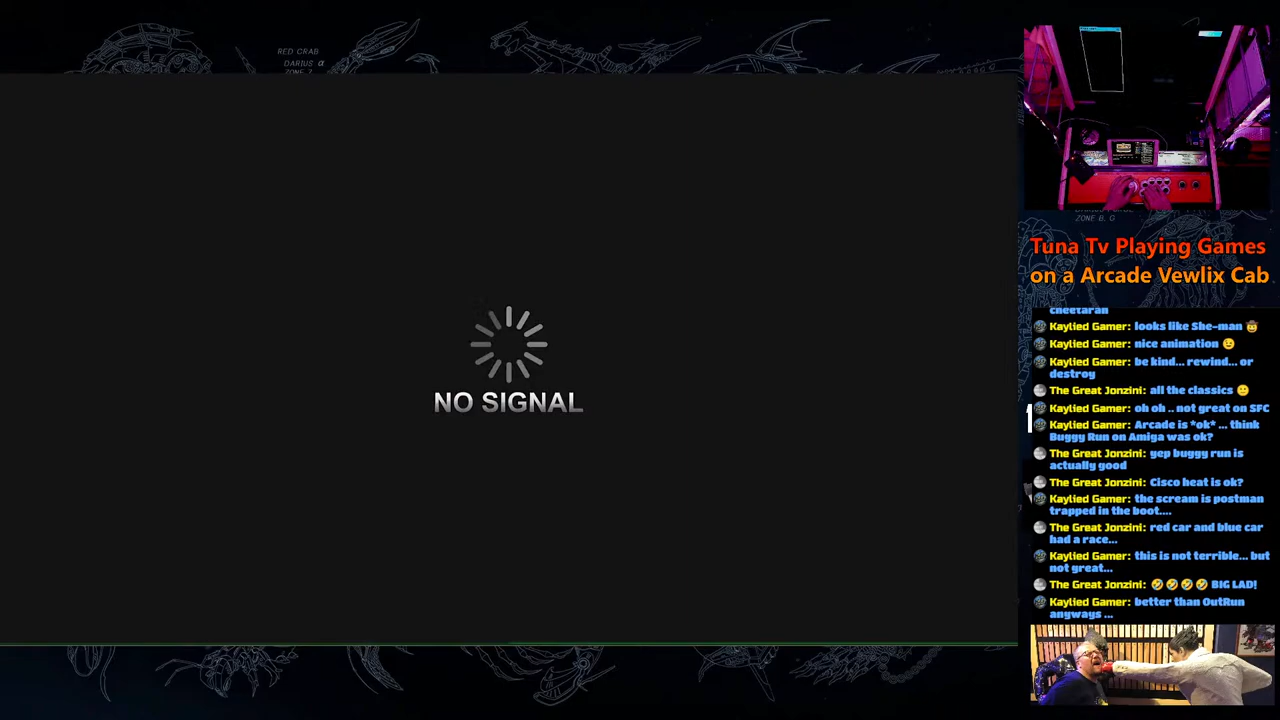 RED CRAB
DARIUS α
ZONE Z
NO SIGNAL
ZONE B. G
Tuna Tv Playing Games
on a Arcade Vewlix Cab
cheetaran
Kaylied Gamer: looks like She-man 🤠
Kaylied Gamer: nice animation 😉
Kaylied Gamer: be kind... rewind... or
destroy
The Great Jonzini: all the classics 🙂
Kaylied Gamer: oh oh .. not great on SFC
Kaylied Gamer: Arcade is *ok* ... think
Buggy Run on Amiga was ok?
The Great Jonzini: yep buggy run is
actually good
The Great Jonzini: Cisco heat is ok?
Kaylied Gamer: the scream is postman
trapped in the boot....
The Great Jonzini: red car and blue car
had a race...
Kaylied Gamer: this is not terrible... but
not great...
The Great Jonzini: 🤣🤣🤣🤣 BIG LAD!
Kaylied Gamer: better than OutRun
anyways ...